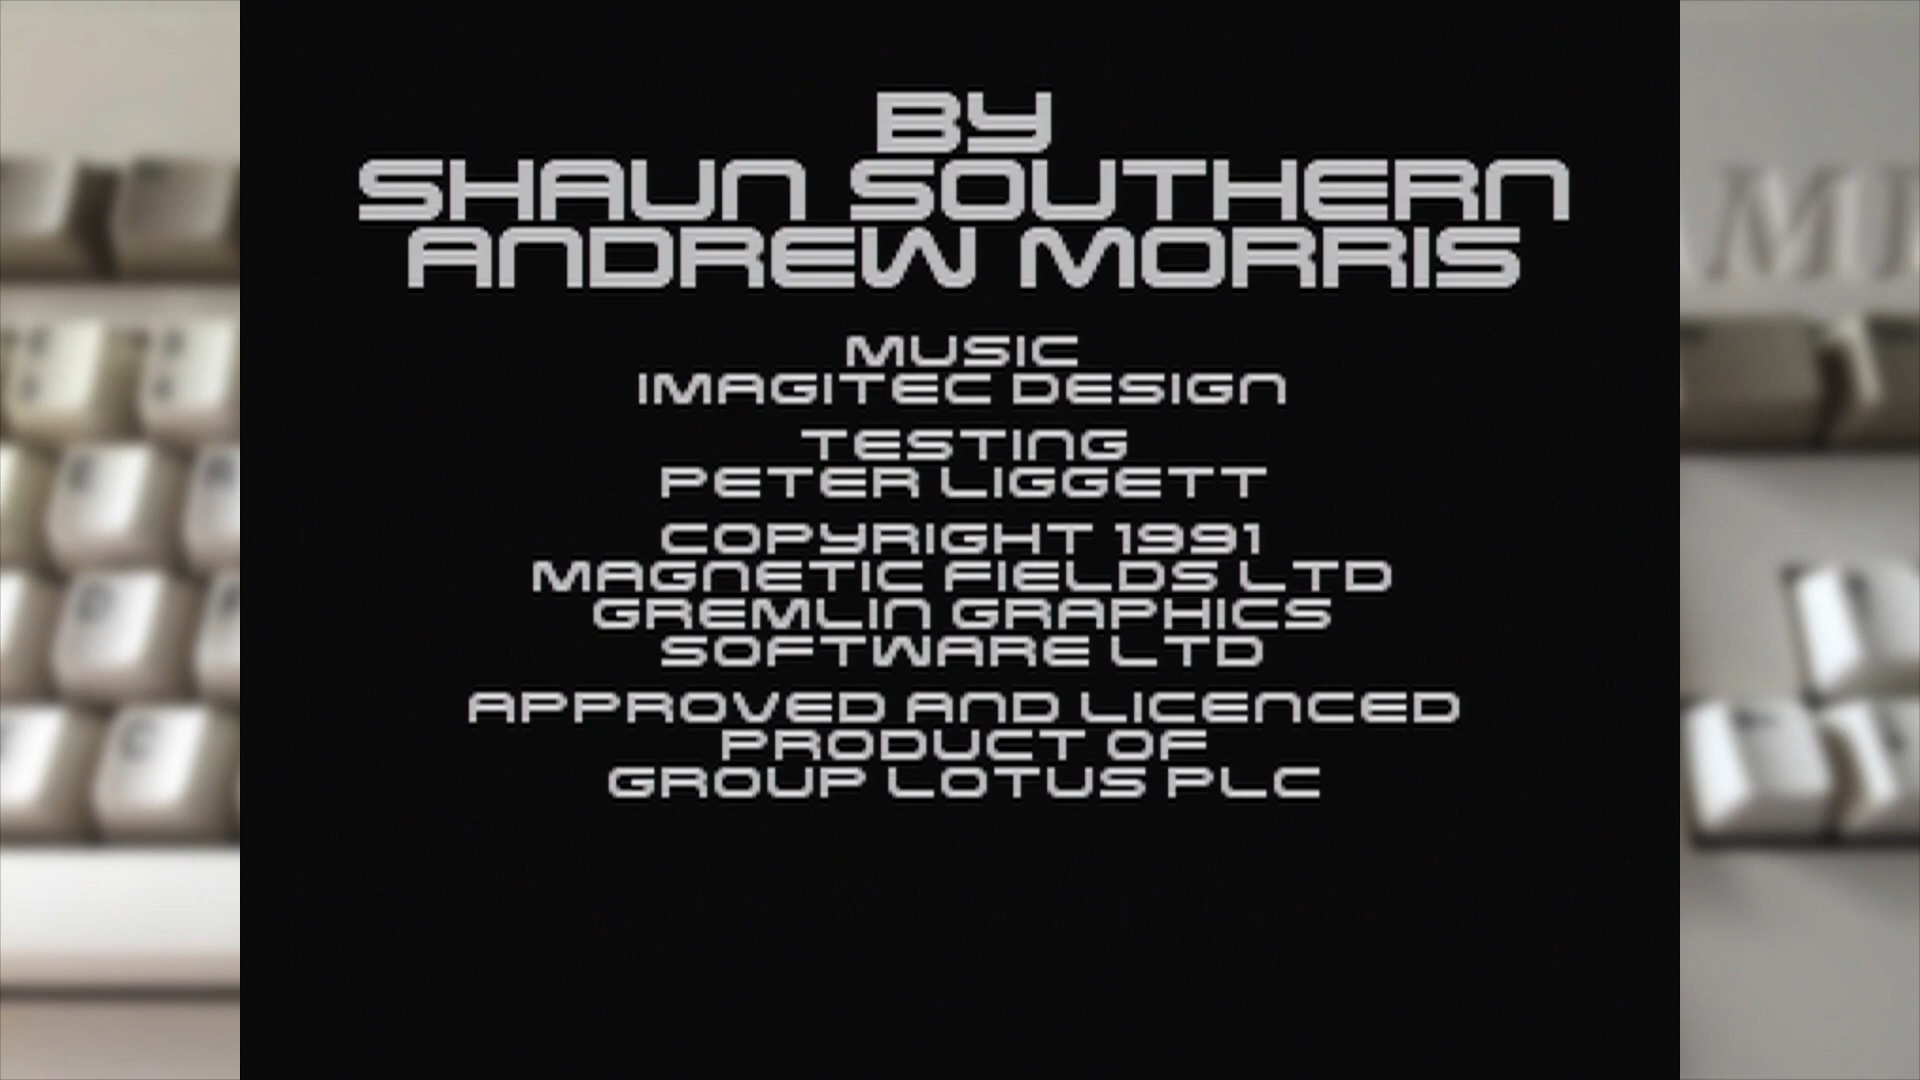 BY
SHAUN SOUTHERN
ANDREW MORRIS
MUSIC
IMAGITEC DESIGN
TESTING
PETER LIGGETT
COPYRIGHT 1991
MAGNETIC FIELDS LTD
GREMLIN GRAPHICS
SOFTWARE LTD
APPROVED AND LICENCED
PRODUCT OF
GROUP LOTUS PLC